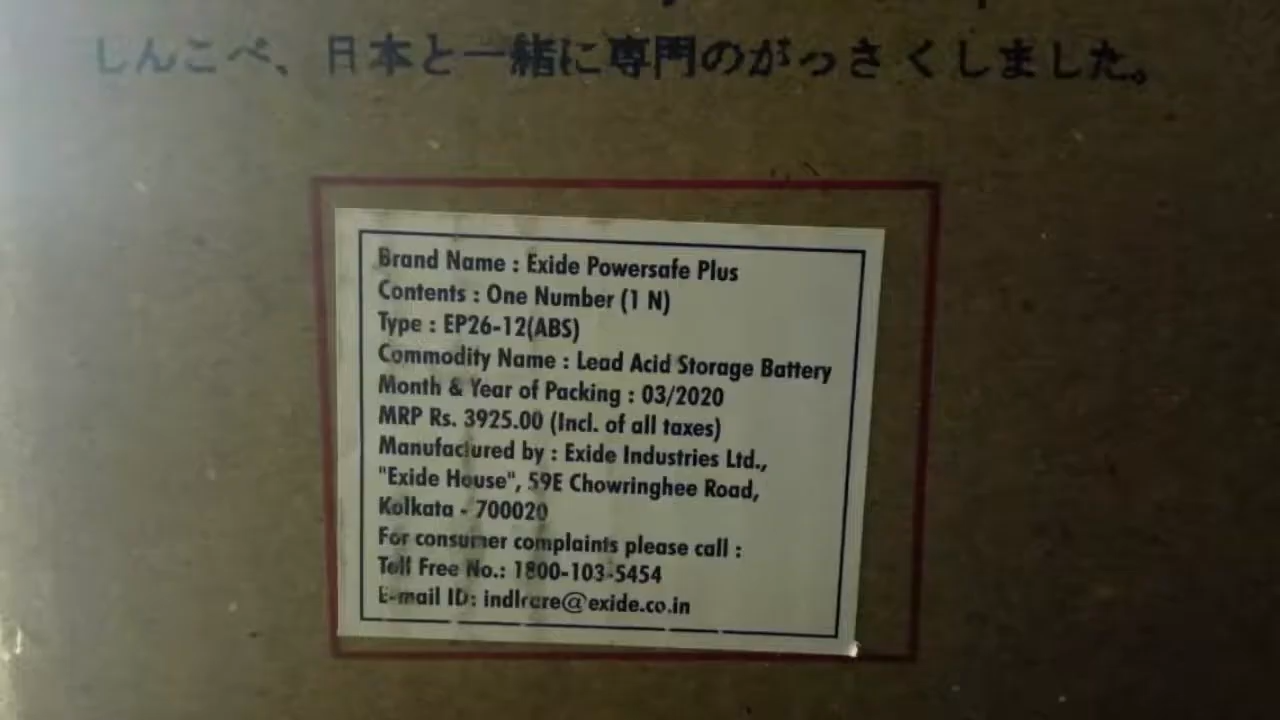 しんこべ、日本と一緒に専門のがっさくしました。
Brand Name : Exide Powersafe Plus
Contents : One Number (1 N)
Type : EP26-12(ABS)
Commodity Name : Lead Acid Storage Battery
Month & Year of Packing : 03/2020
MRP Rs. 3925.00 (Incl. of all taxes)
Manufactured by : Exide Industries Ltd.,
"Exide House", 59E Chowringhee Road,
Kolkata - 700020
For consumer complaints please call :
Toll Free No.: 1800-103-5454
E-mail ID: indlcare@exide.co.in